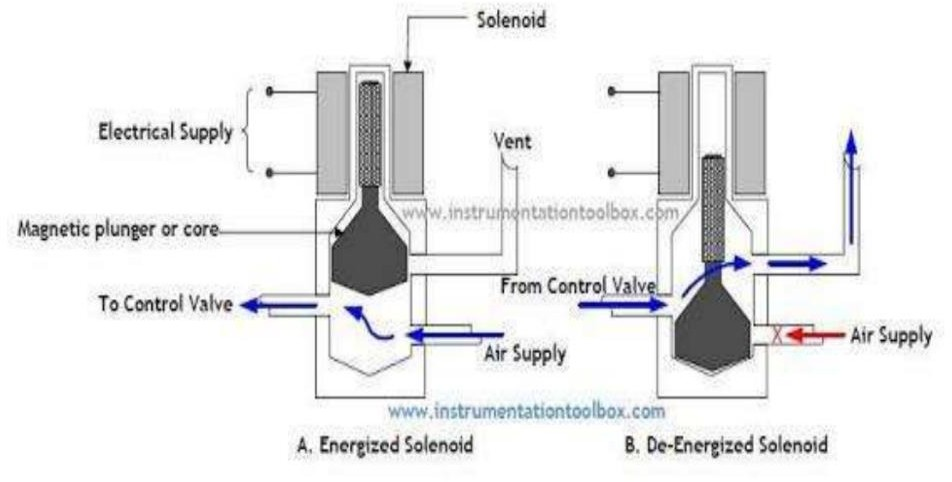 Solenoid
Electrical Supply
Vent
www.instrumentationtoolbox.com
Magnetic plunger or core
From Control Valve
To Control Valve
Air Supply
Air Supply
www.instrumentationtoolbox.com
A. Energized Solenoid
B. De-Energized Solenoid